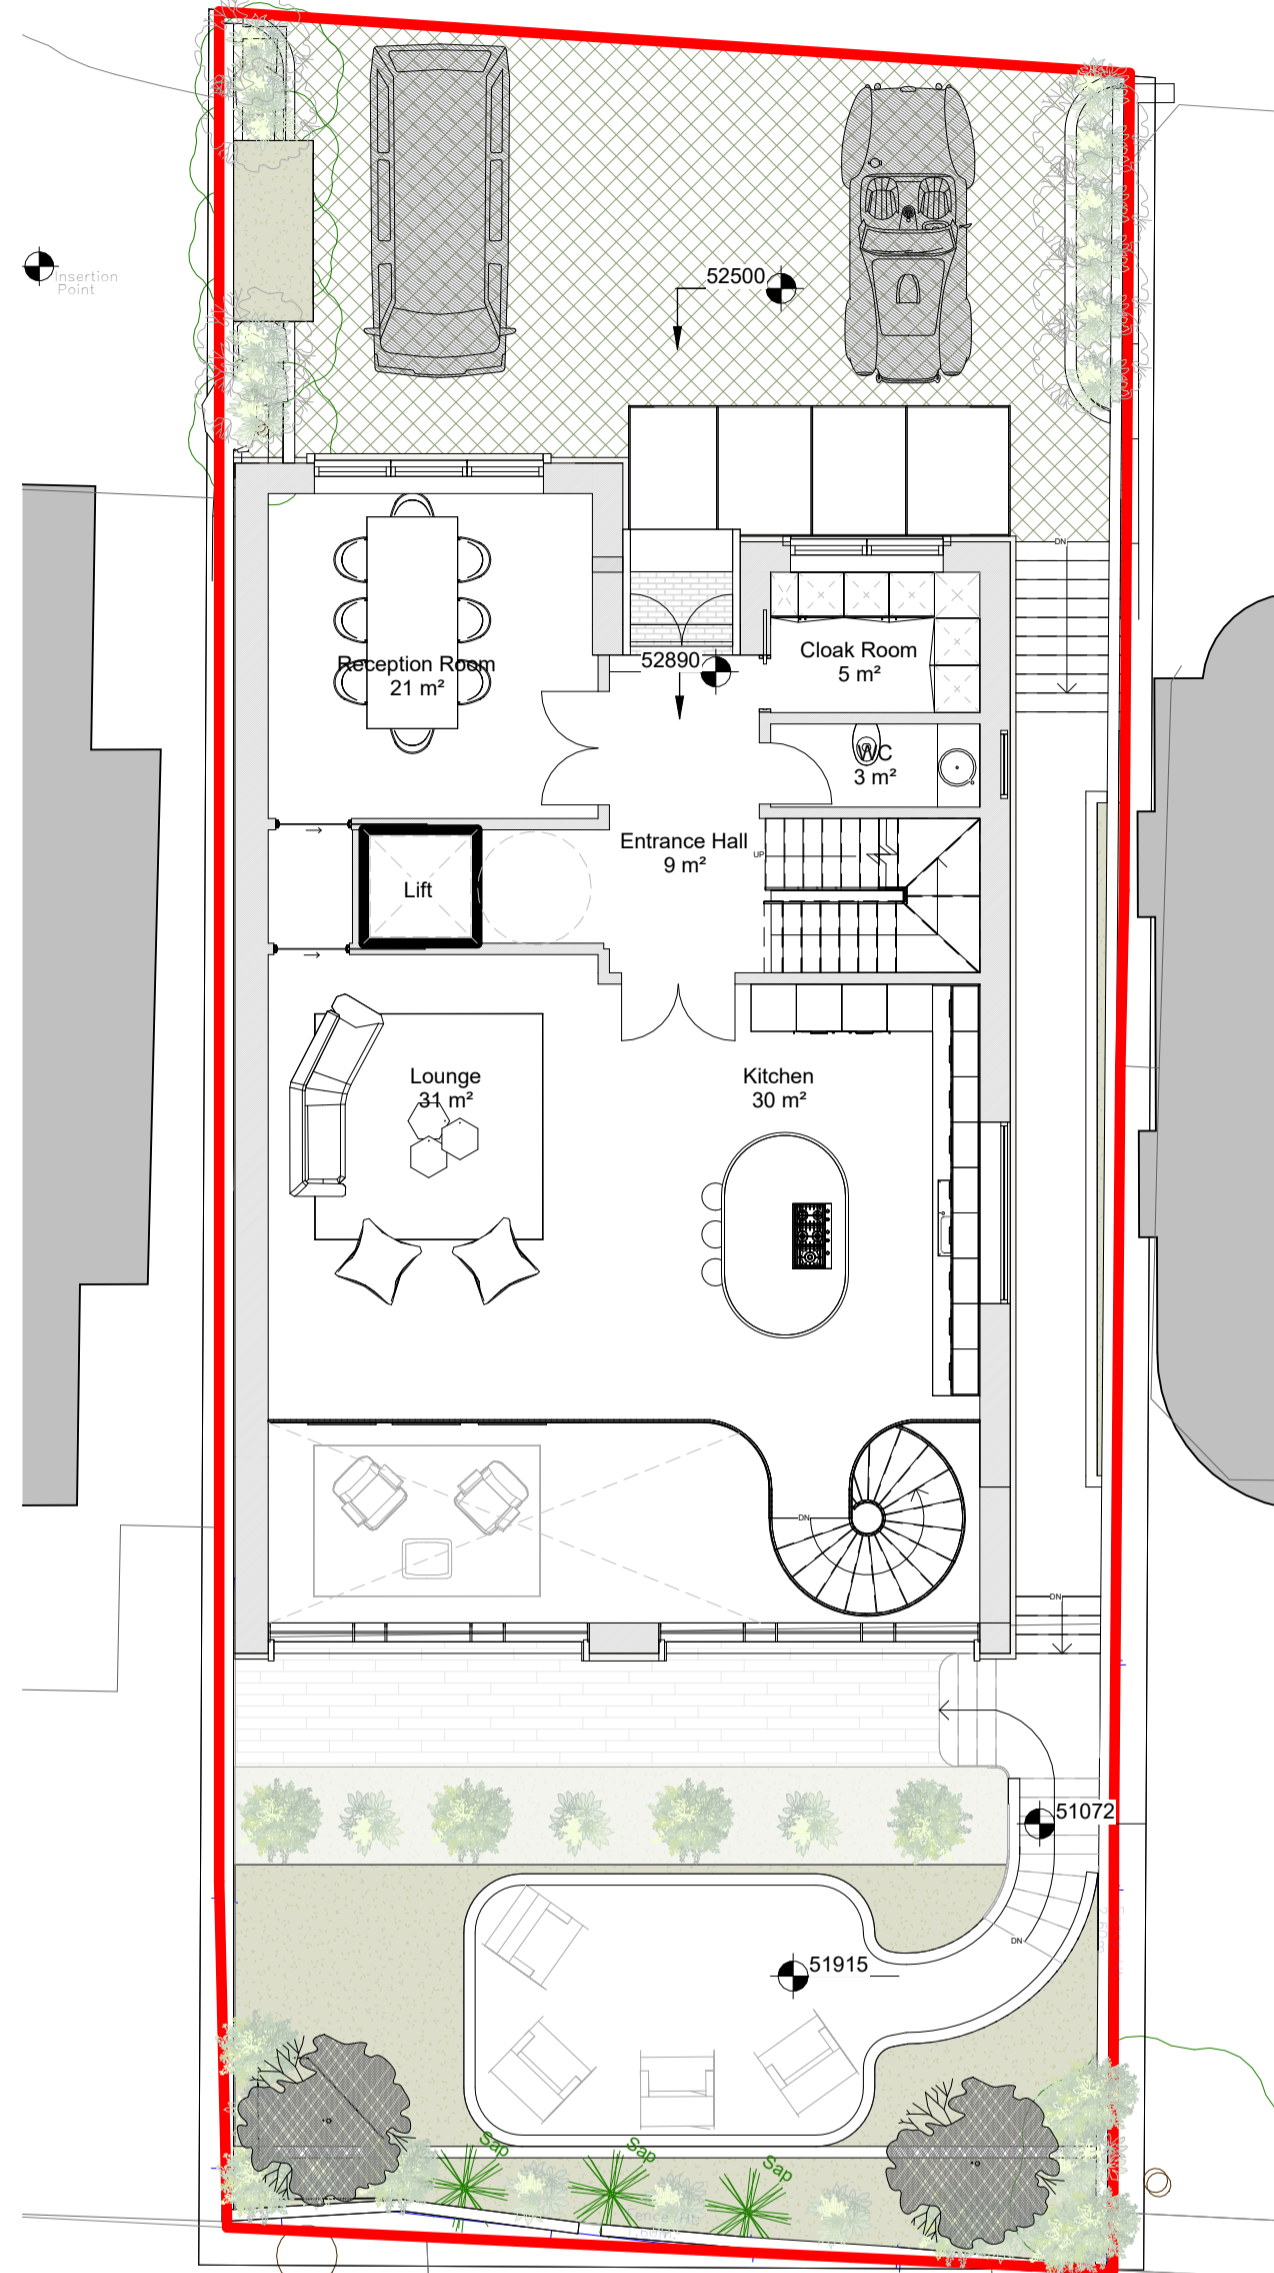 52500
Insertion
Point
DN
Reception Room
21 m²
52890
Cloak Room
5 m²
WC
3 m²
Entrance Hall
9 m²
UP
Lift
Lounge
31 m²
Kitchen
30 m²
DN
DN
51072
DN
51915
Sap
Sap
Sap